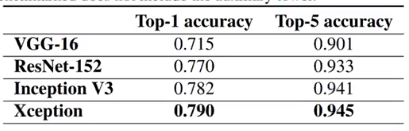 Top-1 accuracy Top-5 accuracy
VGG-16 0.715 0.901
ResNet-152 0.770 0.933
Inception V3 0.782 0.941
Xception 0.790 0.945